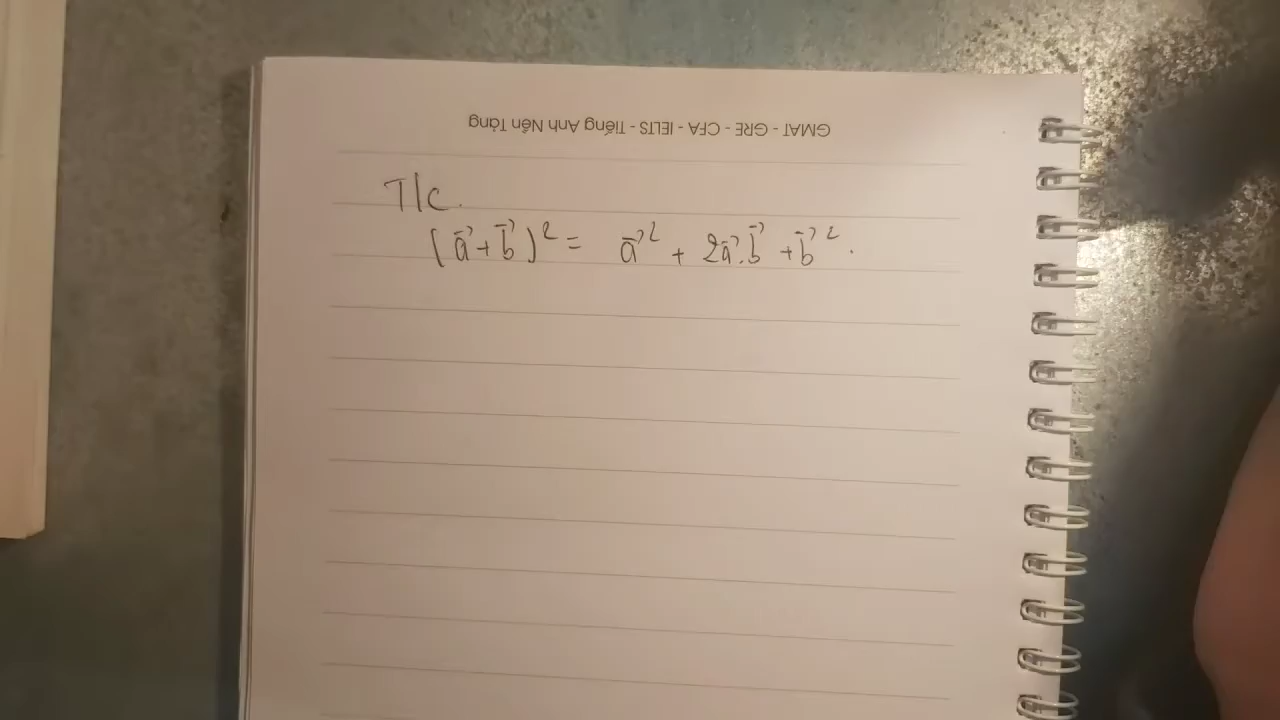 GMAT - GRE - CFA - IELTS - Tiếng Anh Nền Tảng
T/c.
(a⃗ + b⃗)² = a⃗² + 2a⃗.b⃗ + b⃗².